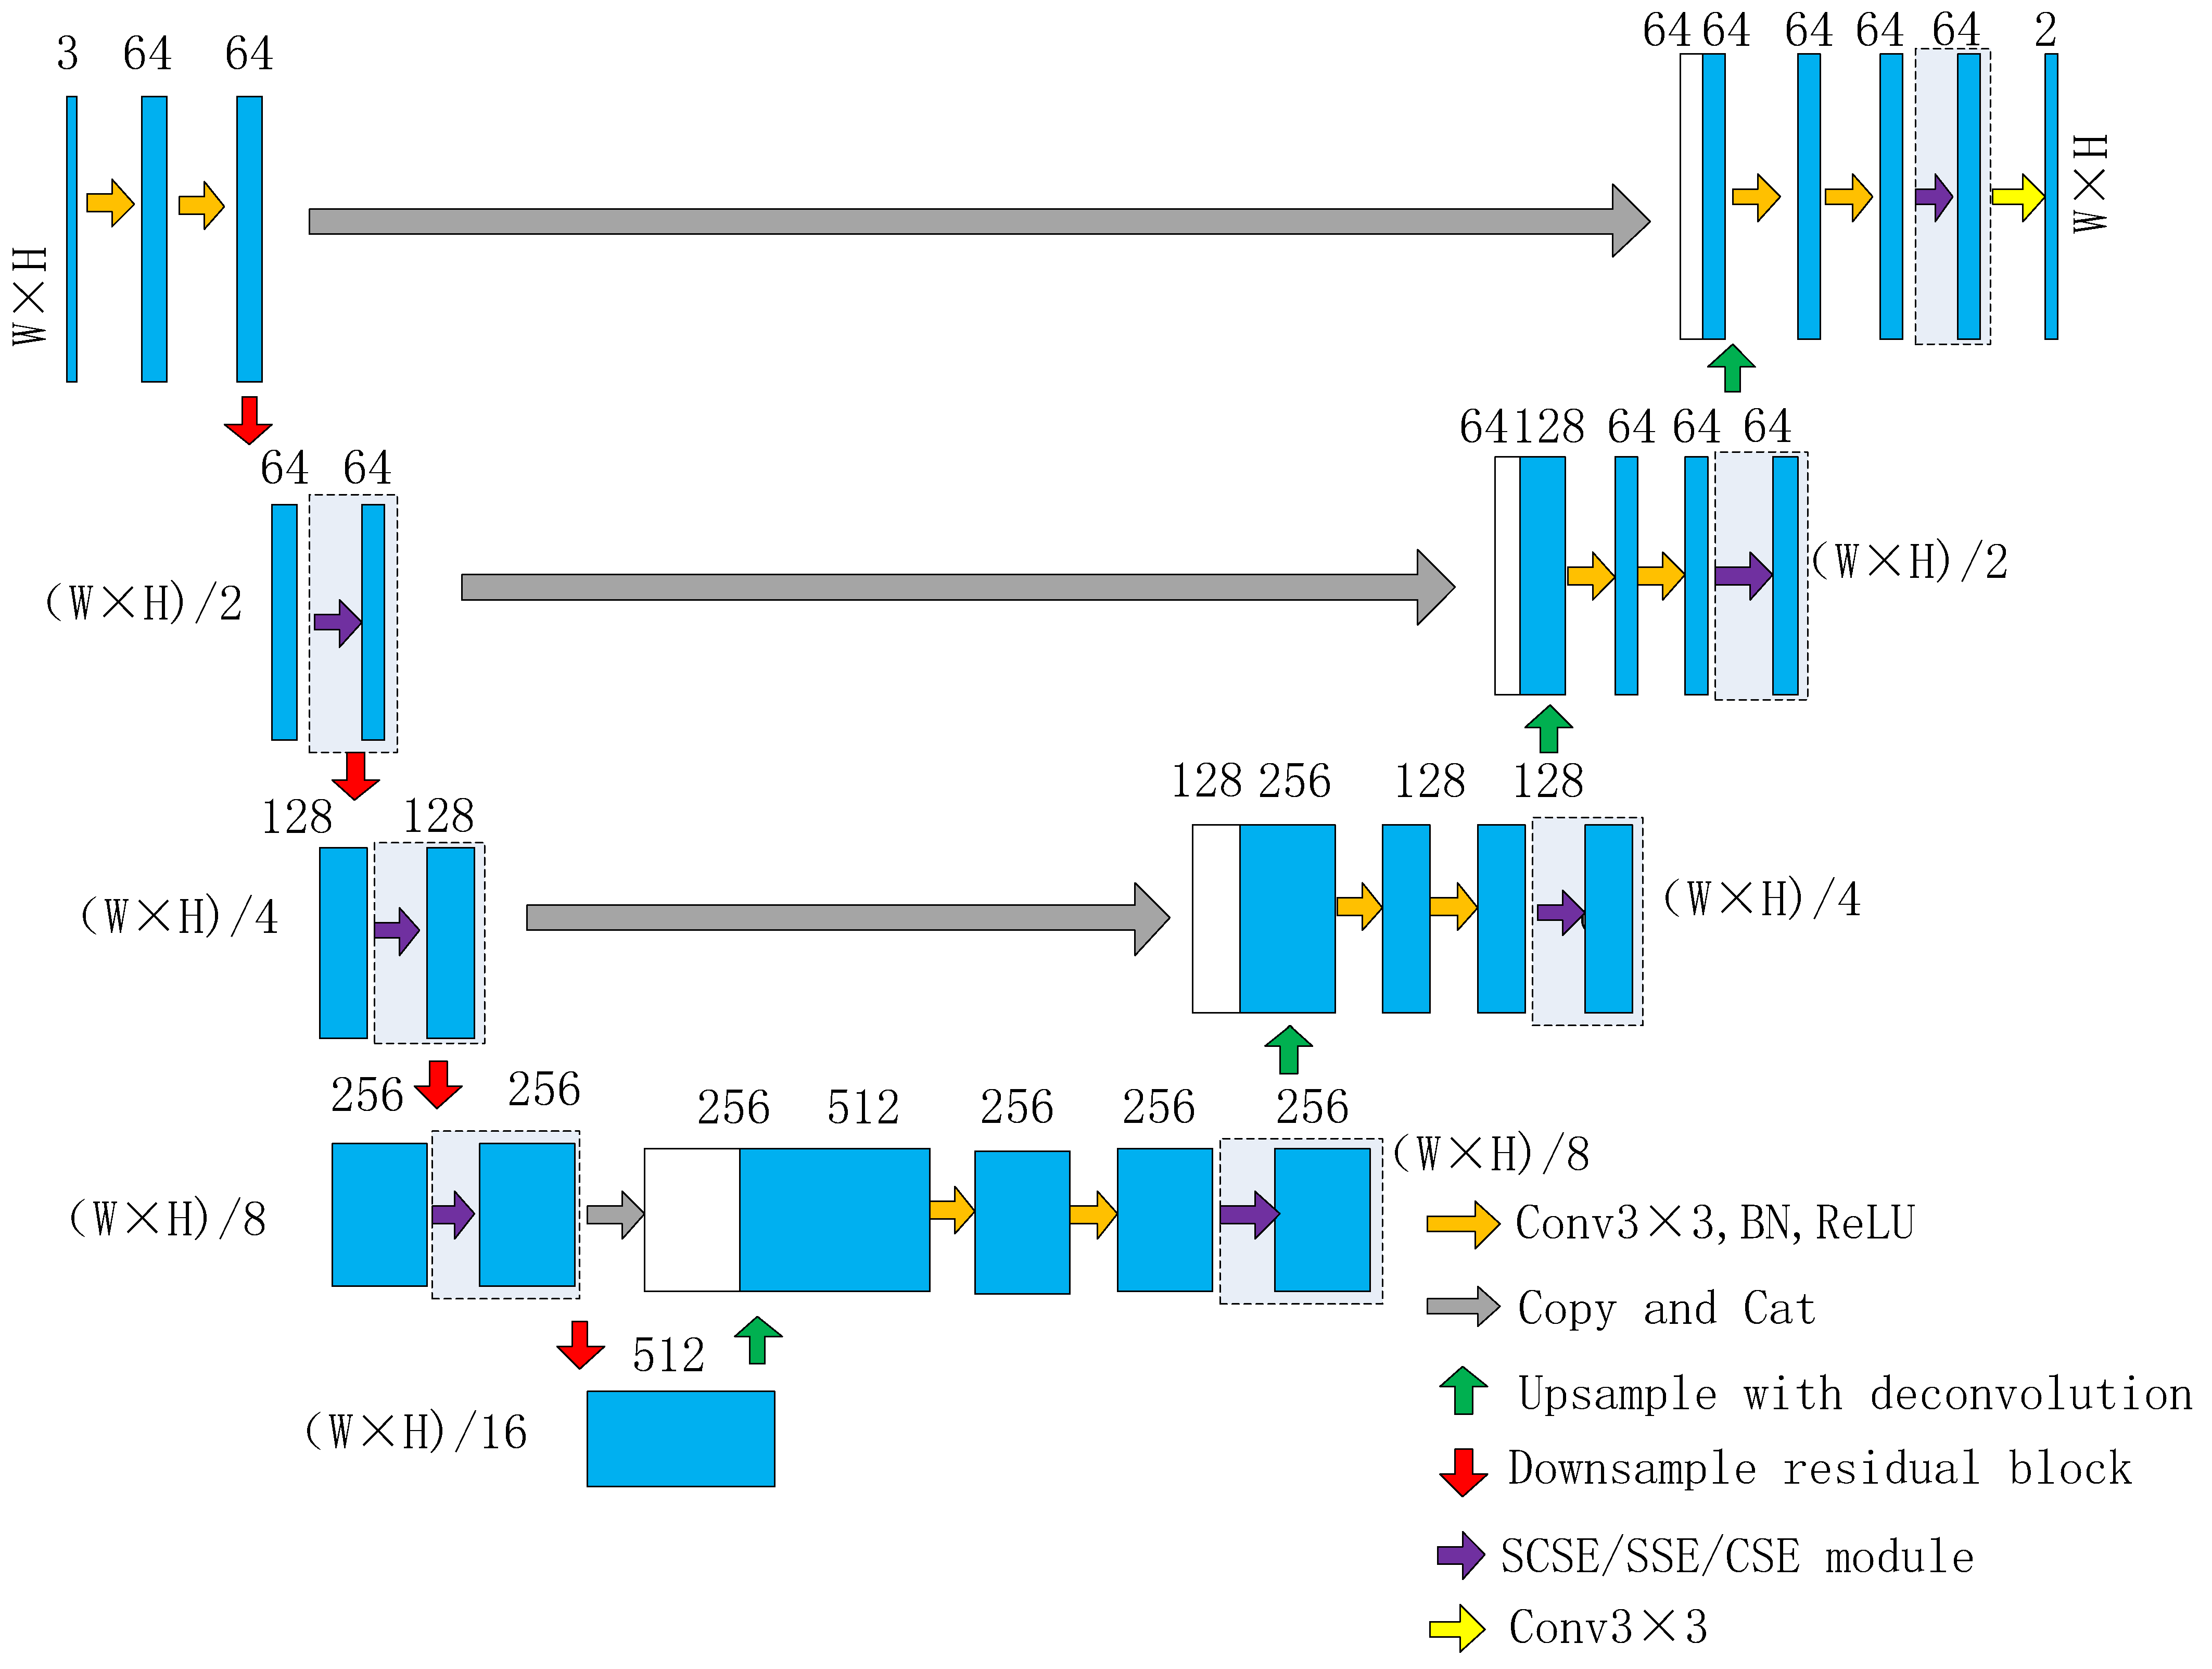 3 64 64
W×H
64 64 64 64 64 2
W×H
64 64
(W×H)/2
64 128 64 64 64
(W×H)/2
128 128
(W×H)/4
128 256 128 128
(W×H)/4
256 256
(W×H)/8
256 512 256 256 256
(W×H)/8
512
(W×H)/16
Conv3×3,BN,ReLU
Copy and Cat
Upsample with deconvolution
Downsample residual block
SCSE/SSE/CSE module
Conv3×3